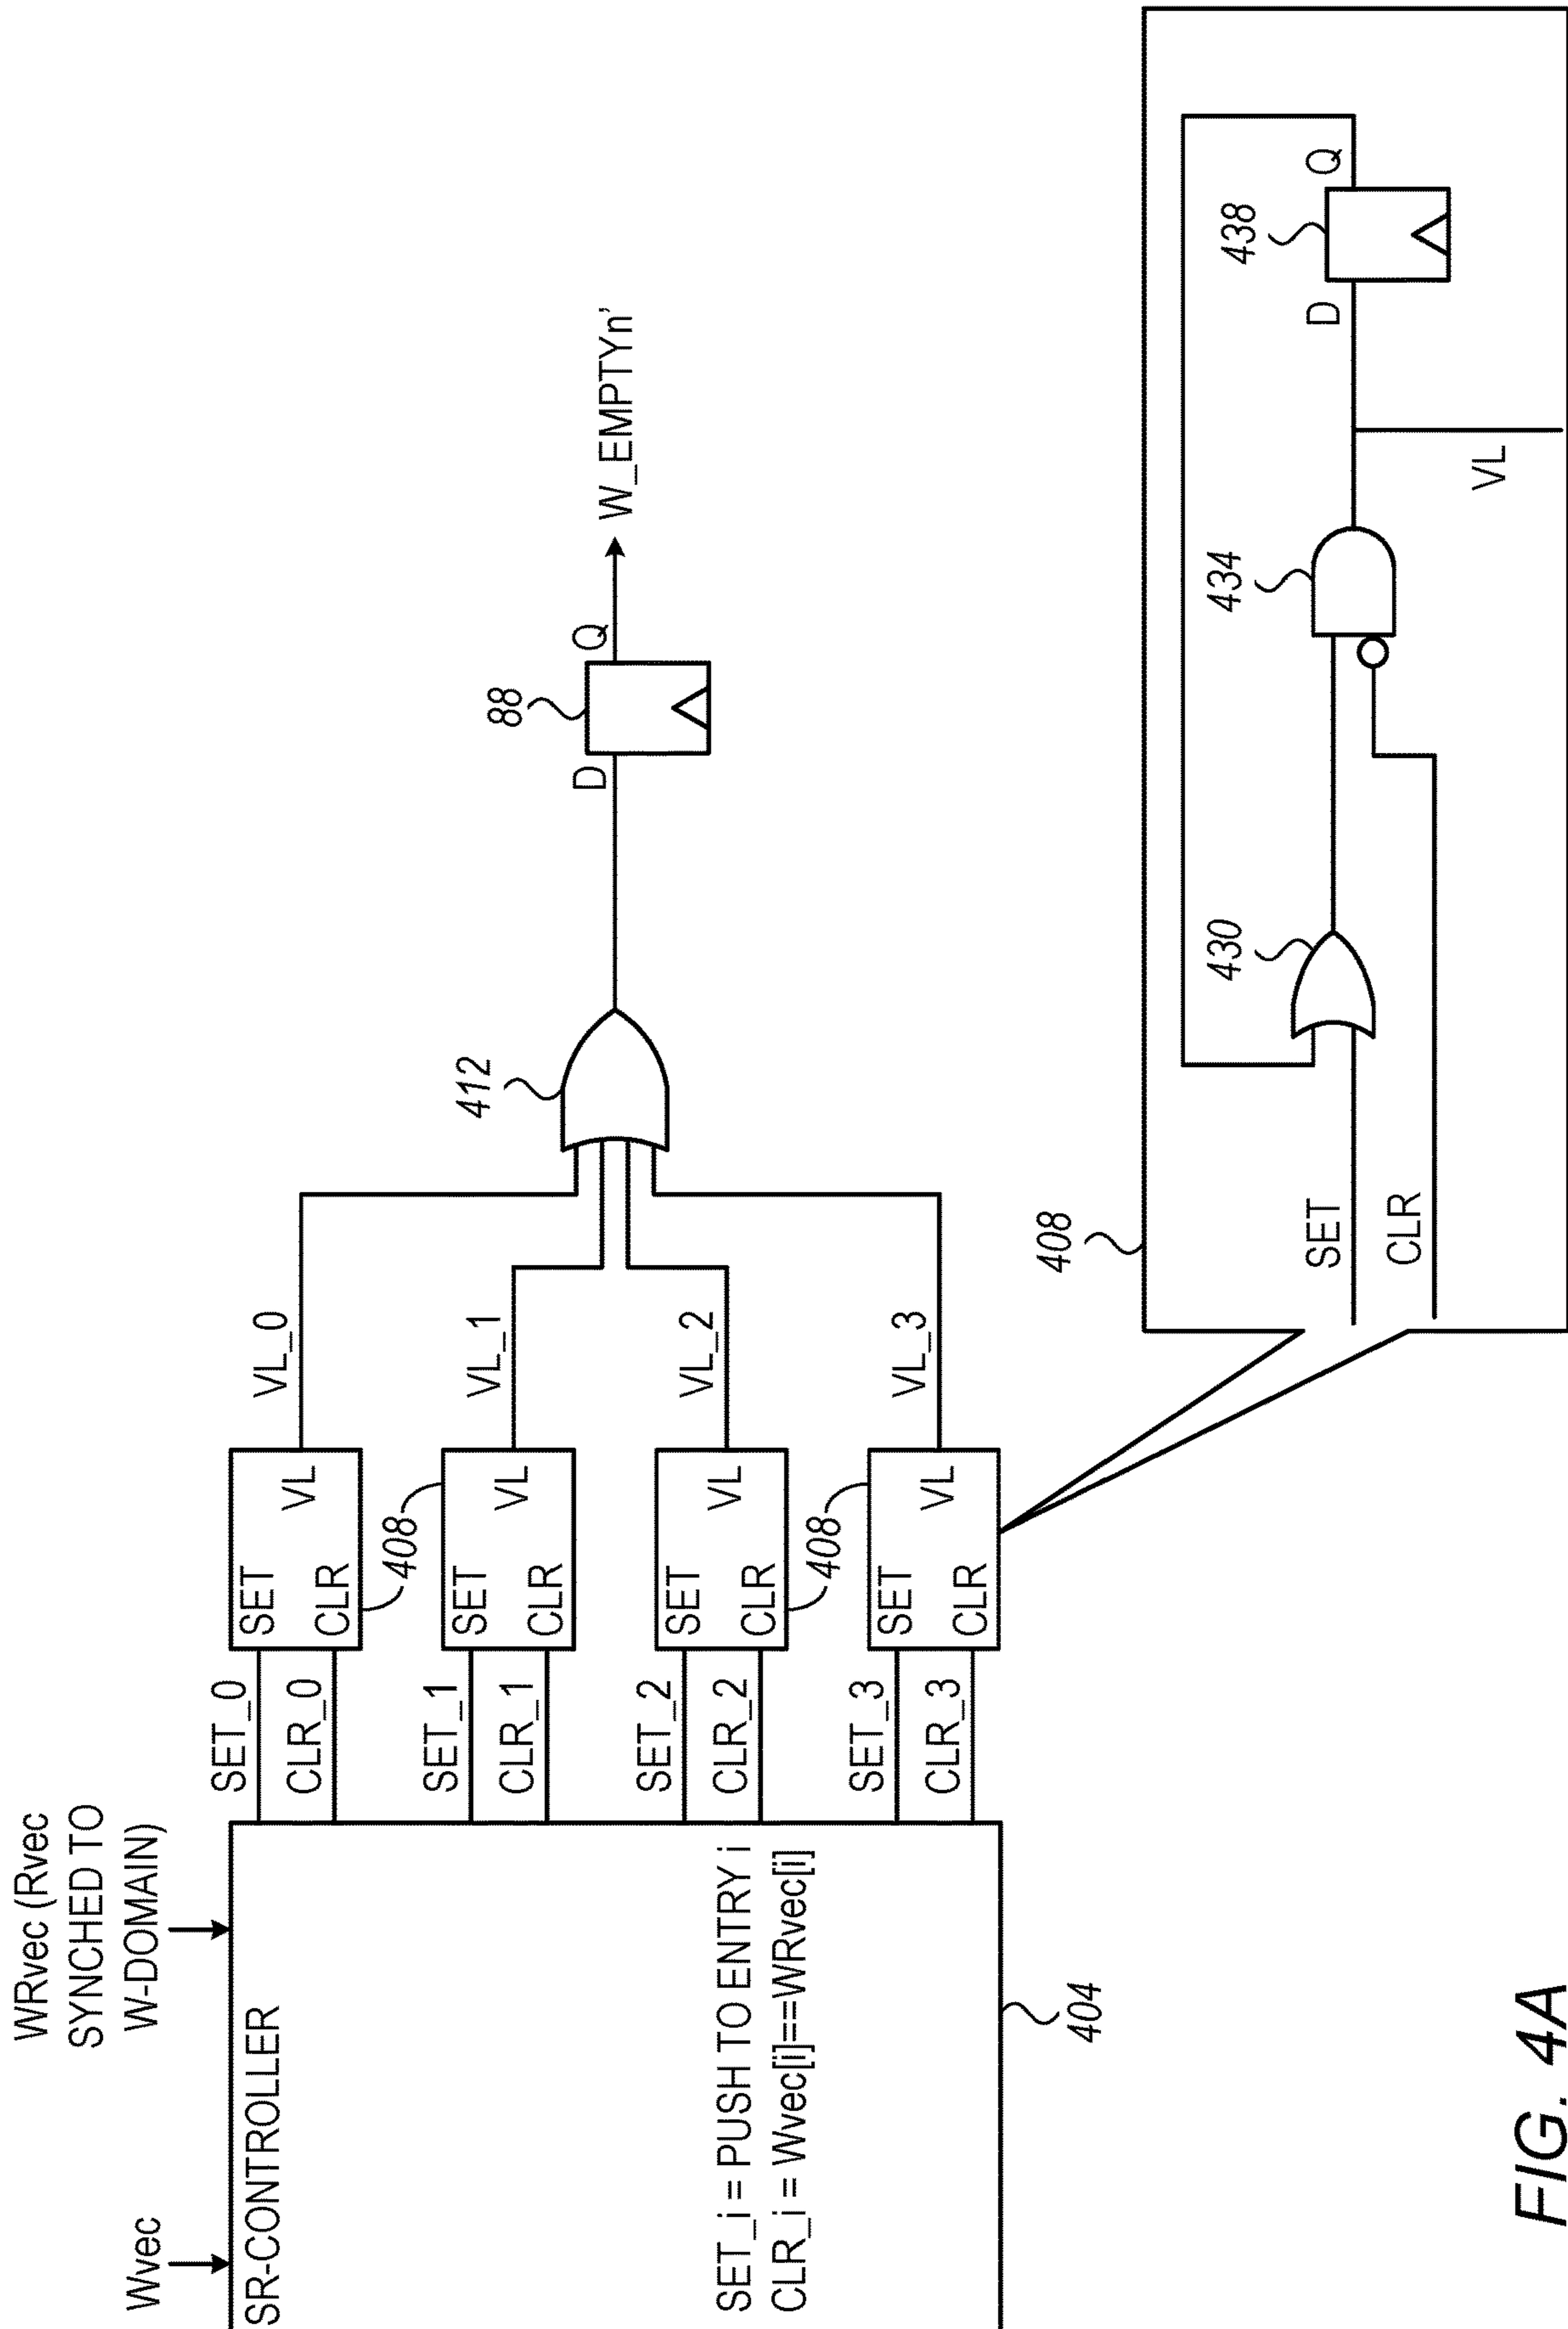 WRvec (Rvec
SYNCHED TO
W-DOMAIN)
Wvec
SR-CONTROLLER
SET_i = PUSH TO ENTRY i
CLR_i = Wvec[i]==WRvec[i]
404
SET_0
CLR_0
SET_1
CLR_1
SET_2
CLR_2
SET_3
CLR_3
SET
CLR
VL
408
SET
CLR
VL
SET
CLR
VL
408
SET
CLR
VL
VL_0
VL_1
VL_2
VL_3
412
D
88
Q
W_EMPTYn'
408
SET
CLR
430
434
VL
D
438
Q
FIG. 4A